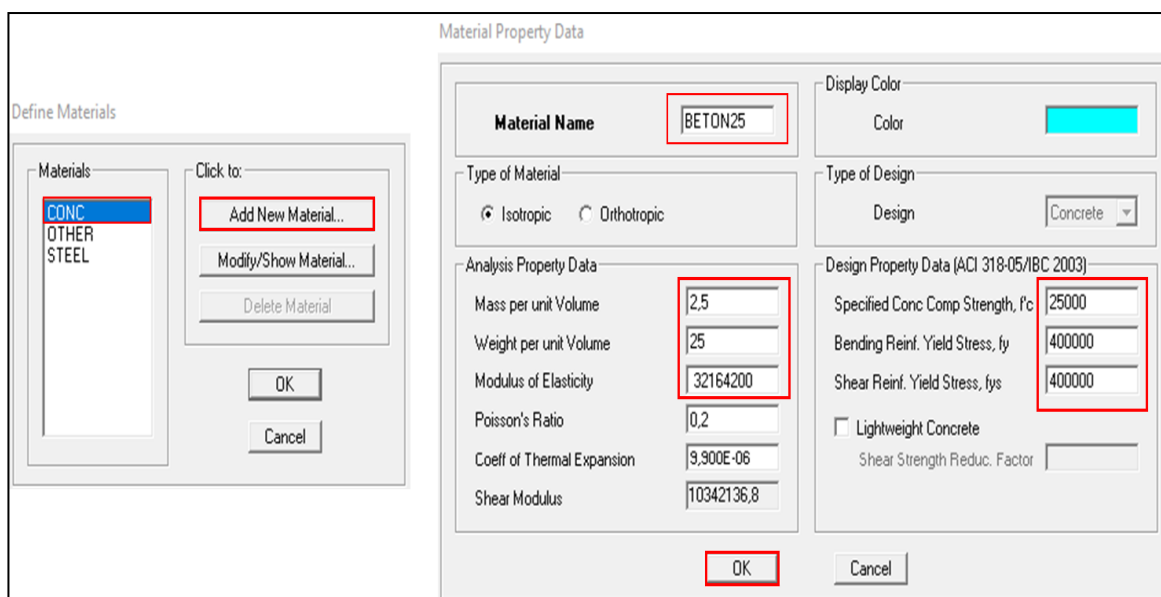 Define Materials
Materials
CONC
OTHER
STEEL
Click to:
Add New Material...
Modify/Show Material...
Delete Material
OK
Cancel
Material Property Data
Material Name BETON25
Display Color
Color
Type of Material
Isotropic Orthotropic
Type of Design
Design Concrete
Analysis Property Data
Mass per unit Volume 2,5
Weight per unit Volume 25
Modulus of Elasticity 32164200
Poisson's Ratio 0,2
Coeff of Thermal Expansion 9,900E-06
Shear Modulus 10342136,8
Design Property Data (ACI 318-05/IBC 2003)
Specified Conc Comp Strength, f'c 25000
Bending Reinf. Yield Stress, fy 400000
Shear Reinf. Yield Stress, fys 400000
Lightweight Concrete
Shear Strength Reduc. Factor
OK
Cancel